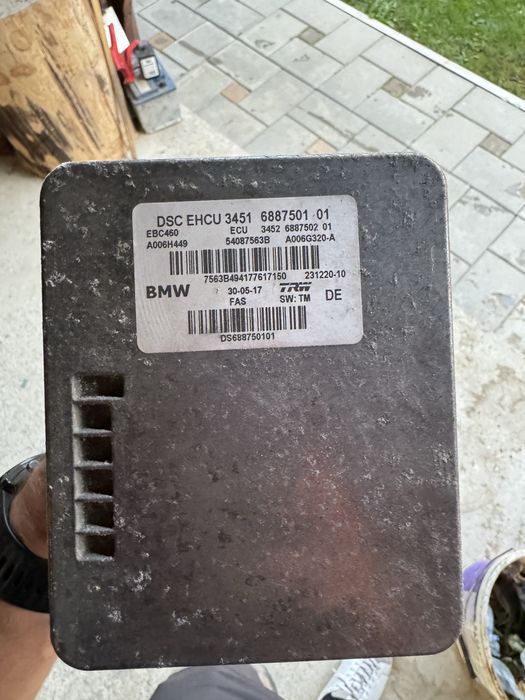 DSC EHCU 3451 6887501 01
EBC460 ECU 3452 6887502 01
A006H449 54087563B A006G320-A
7563B494177617150 231220-10
BMW 30-05-17 TRW DE
FAS SW: TM
DS688750101